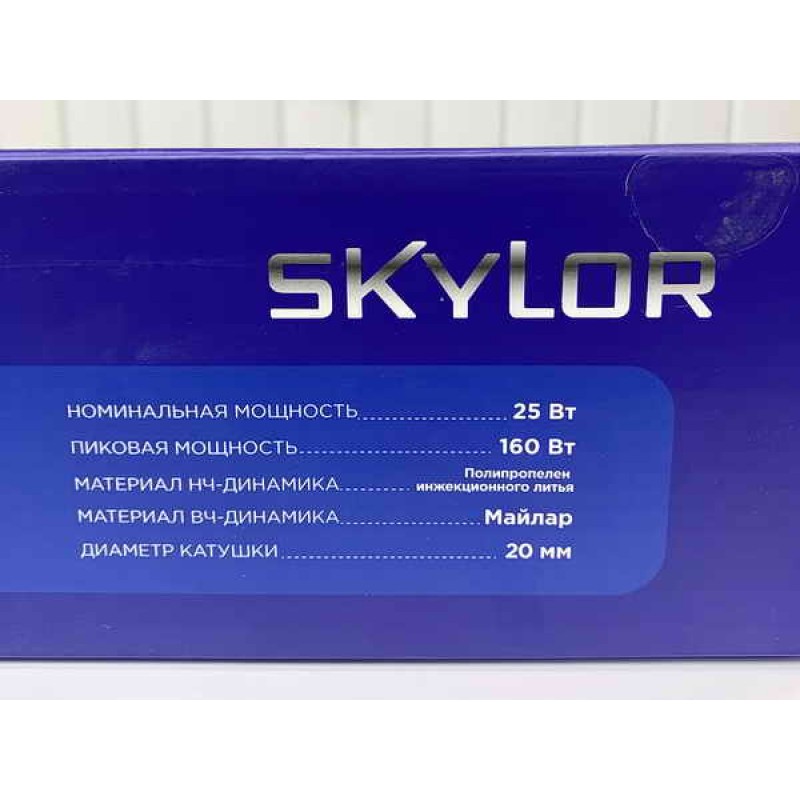 SKYLOR
НОМИНАЛЬНАЯ МОЩНОСТЬ 25 Вт
ПИКОВАЯ МОЩНОСТЬ 160 Вт
МАТЕРИАЛ НЧ-ДИНАМИКА Полипропелен
инжекционного литья
МАТЕРИАЛ ВЧ-ДИНАМИКА Майлар
ДИАМЕТР КАТУШКИ 20 мм